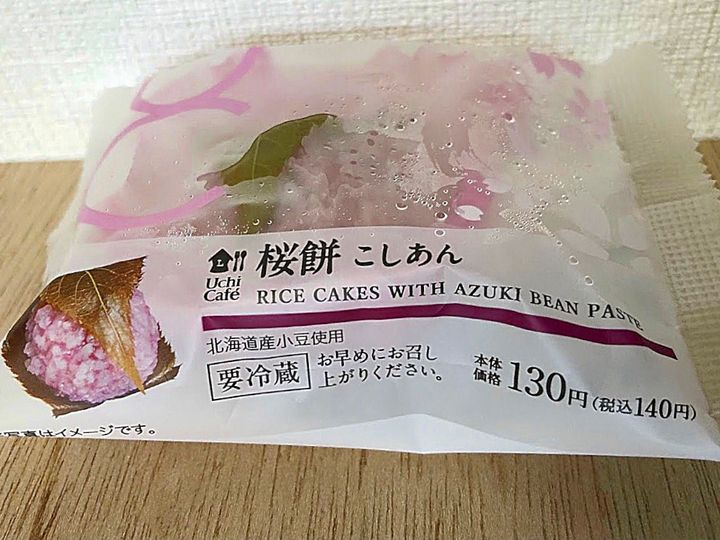 桜餅 こしあん
Uchi
Café
RICE CAKES WITH AZUKI BEAN PASTE
北海道産小豆使用
要冷蔵
お早めにお召し
上がりください。
本体
価格 130円(税込140円)
写真はイメージです。